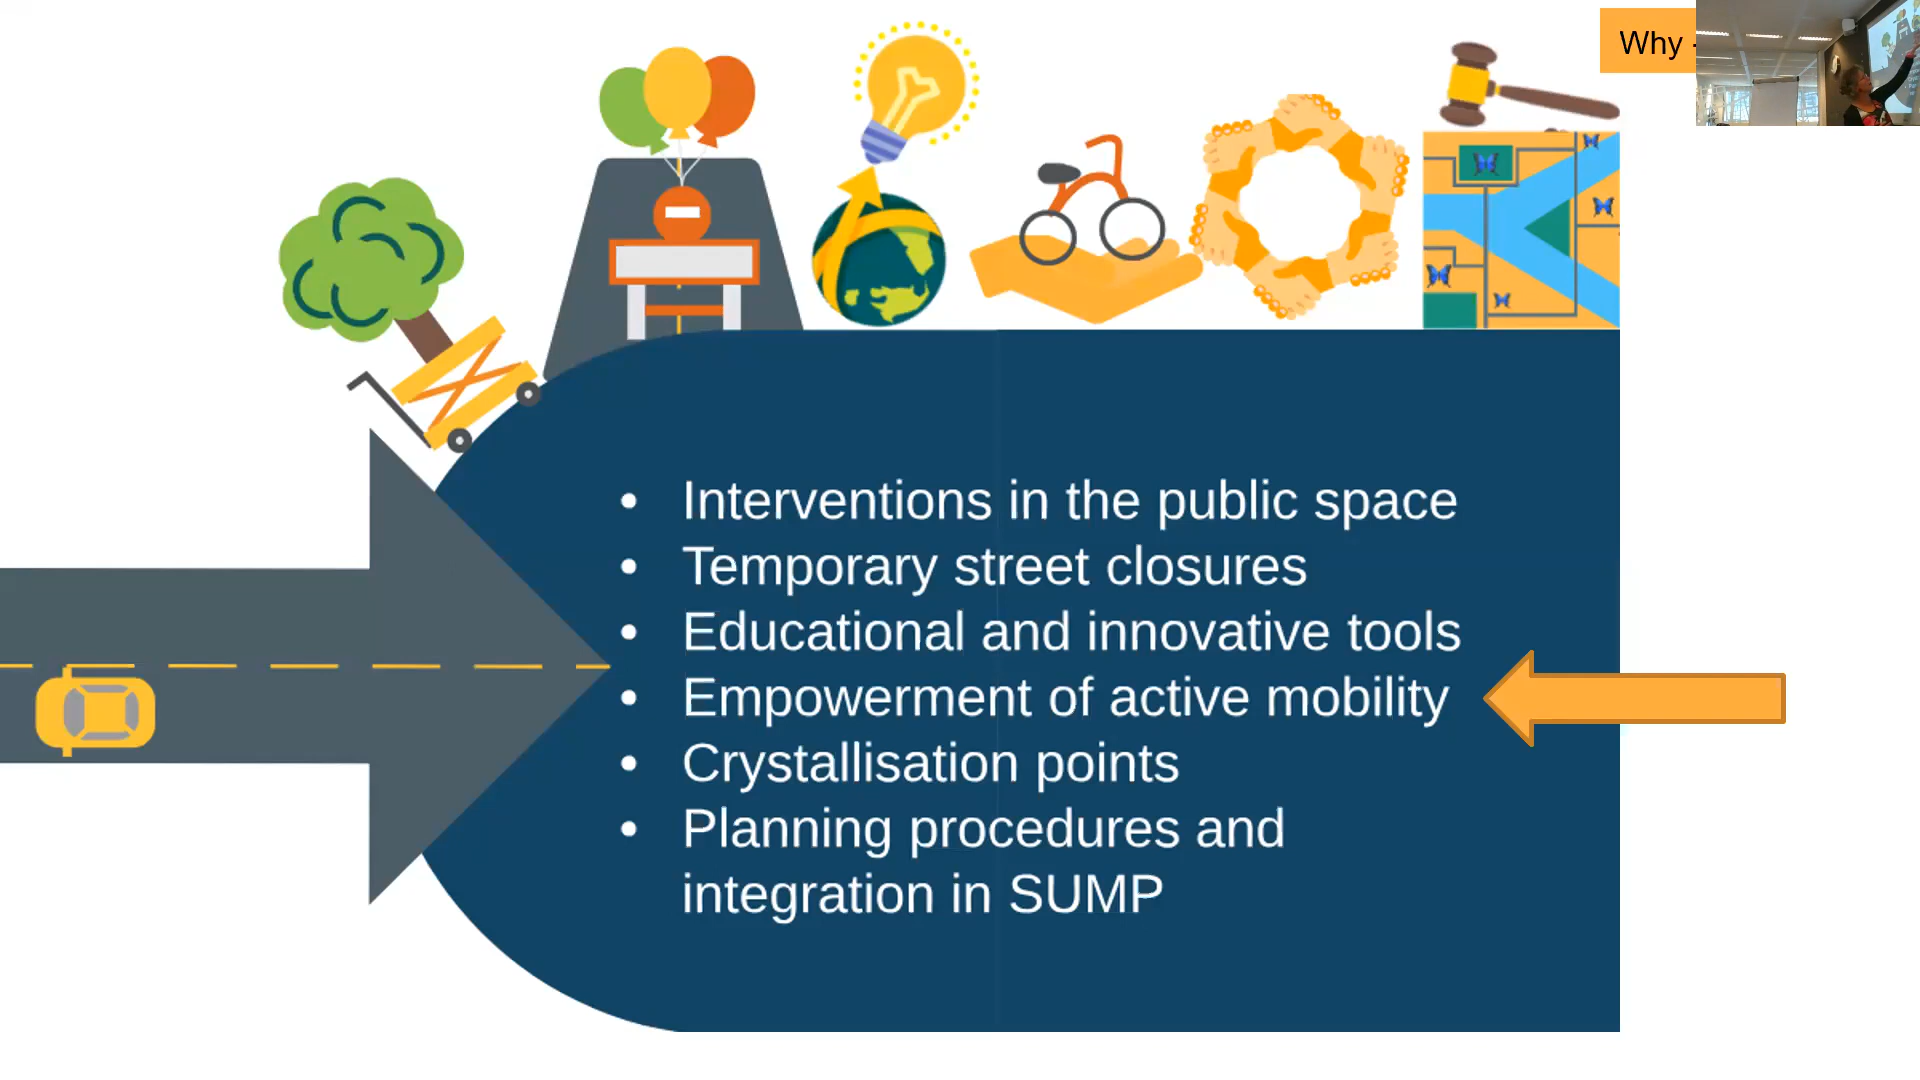 Why -
• Interventions in the public space
• Temporary street closures
• Educational and innovative tools
• Empowerment of active mobility
• Crystallisation points
• Planning procedures and
integration in SUMP